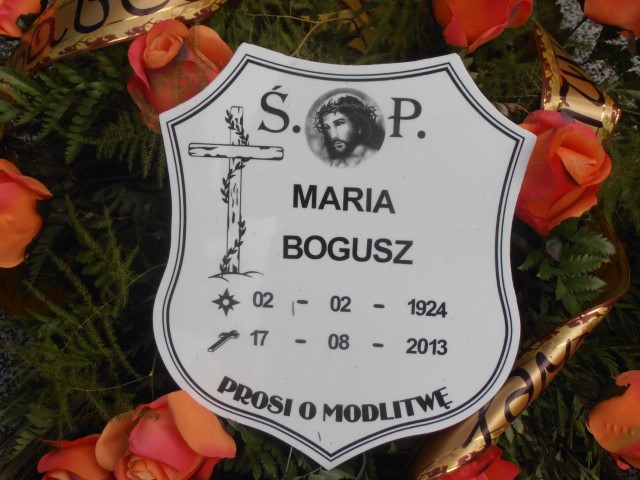 Ś. P.
MARIA
BOGUSZ
02 - 02 - 1924
17 - 08 - 2013
PROSI O MODLITWĘ